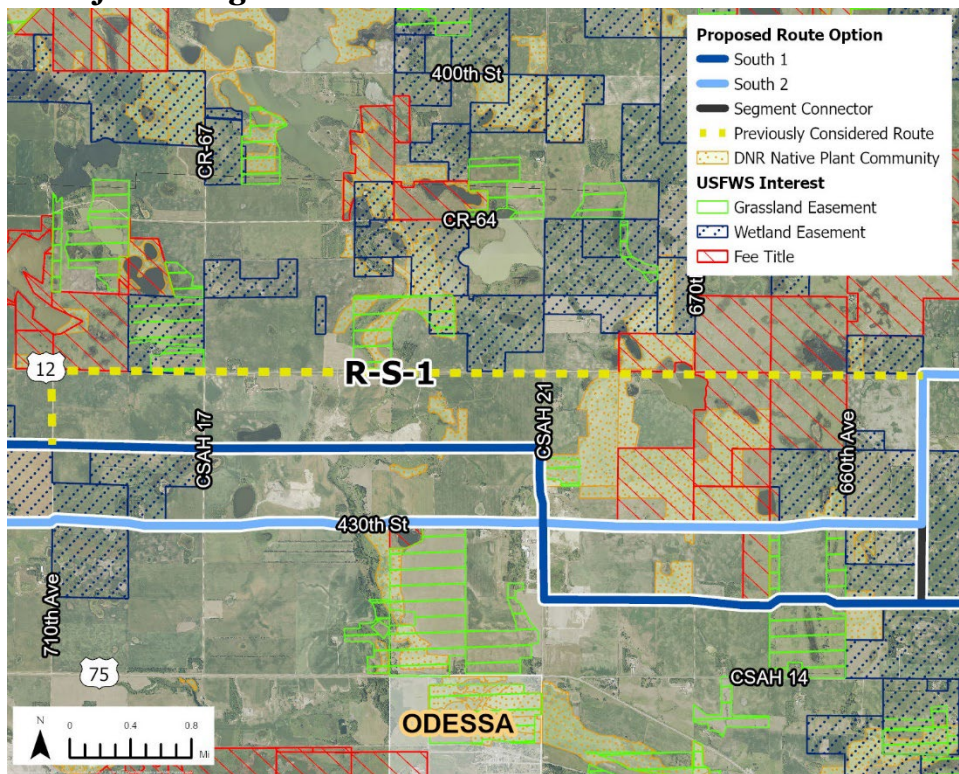 Proposed Route Option
South 1
South 2
Segment Connector
Previously Considered Route
DNR Native Plant Community
USFWS Interest
Grassland Easement
Wetland Easement
Fee Title
400th St
CR-67
CR-64
12
R-S-1
CSAH 17
CSAH 21
660th Ave
430th St
710th Ave
75
CSAH 14
ODESSA
N
0 0.4 0.8
Mi